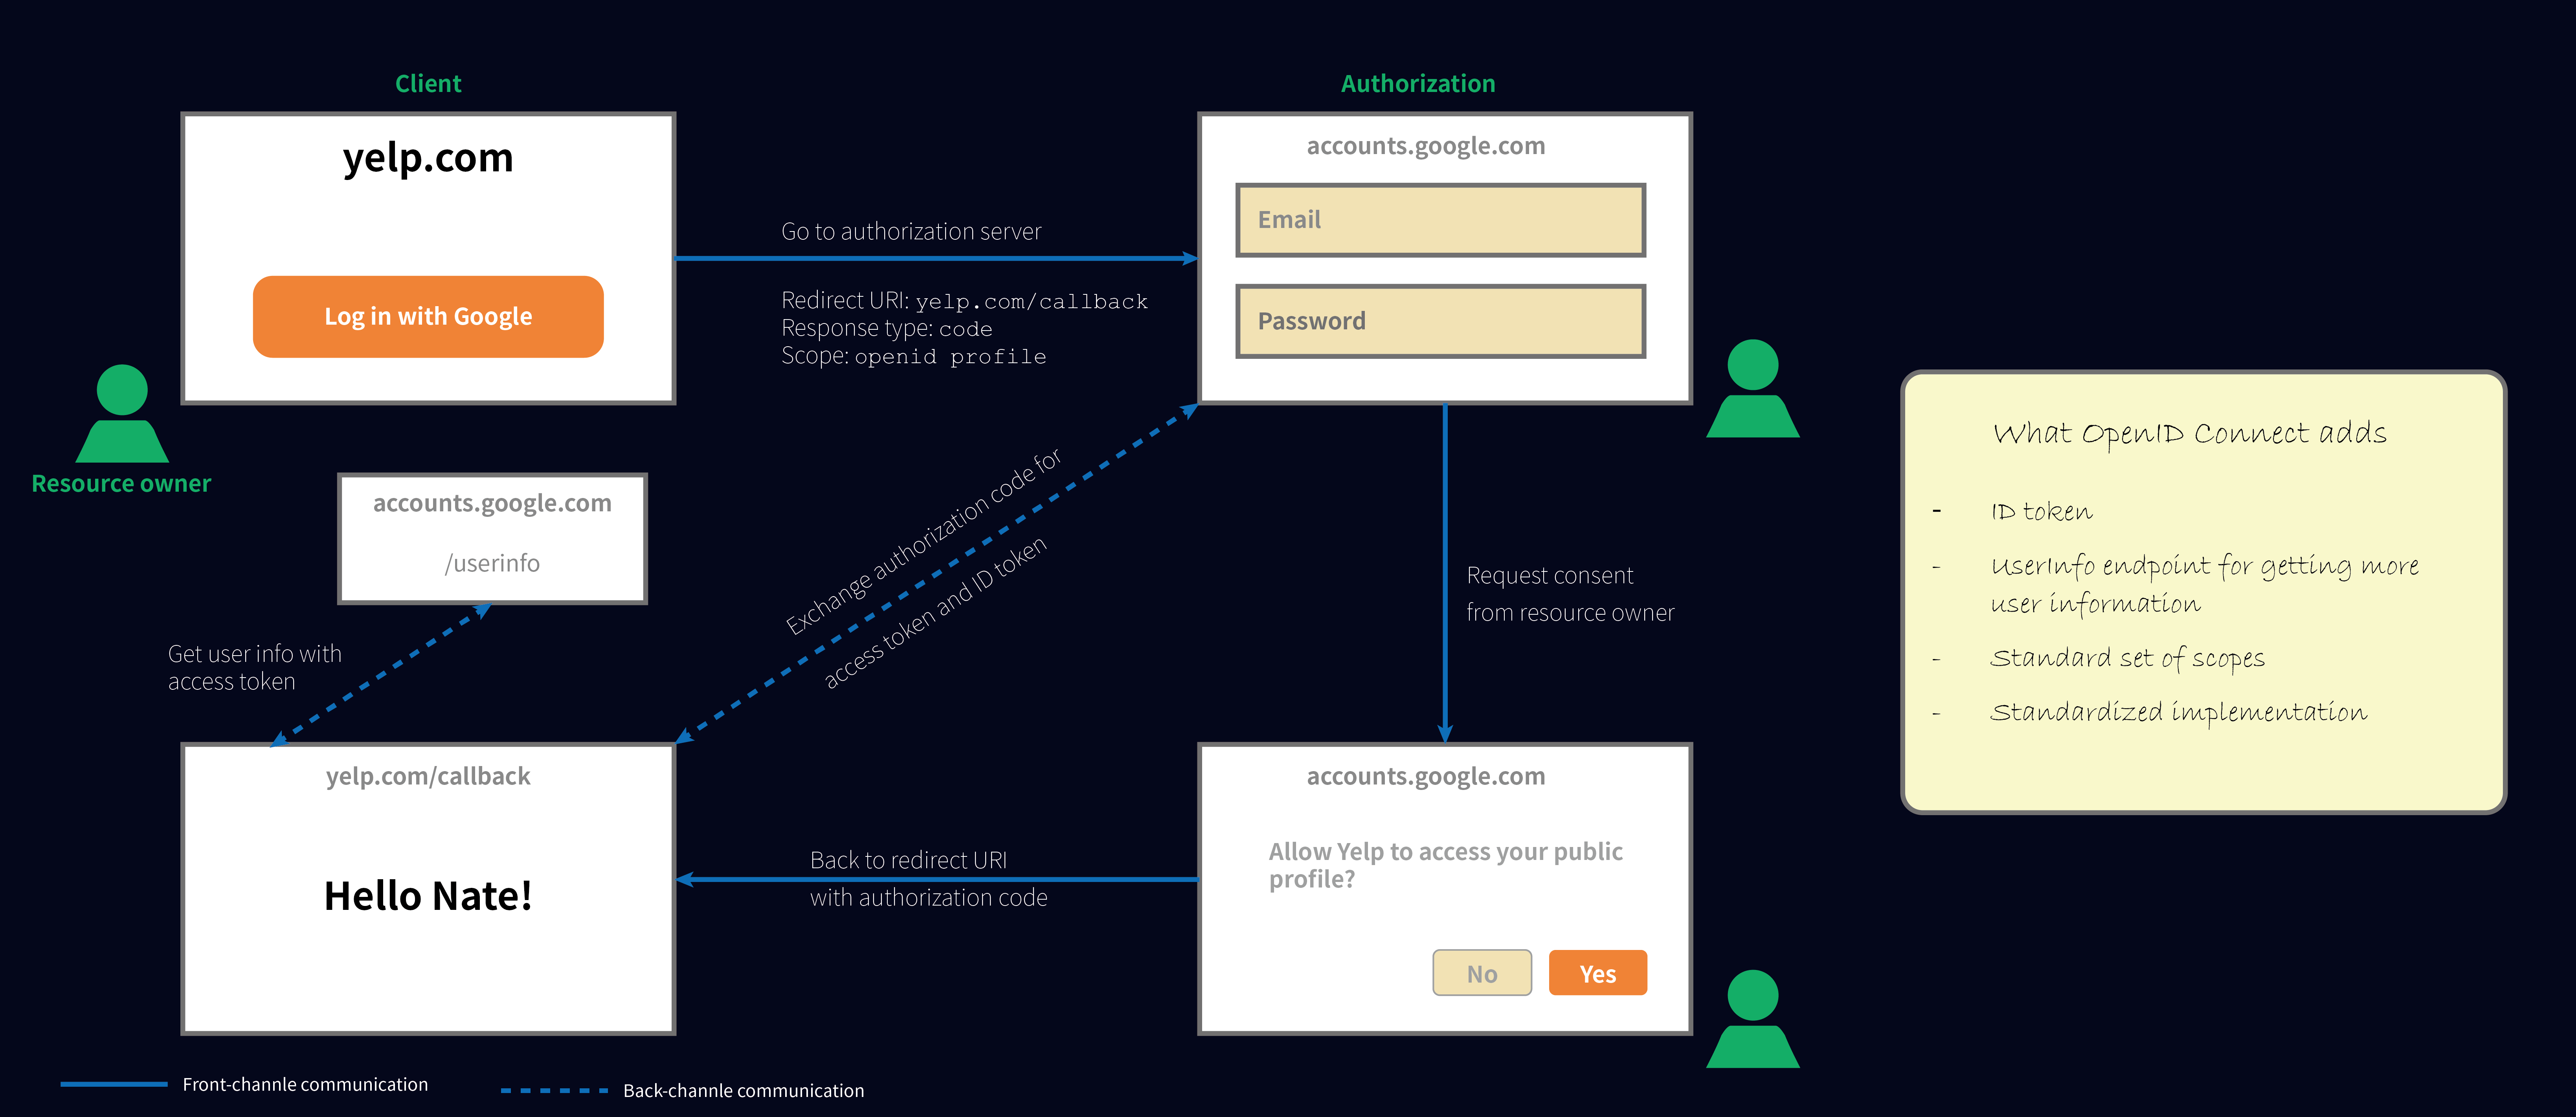 Client
yelp.com
Log in with Google
Resource owner
Go to authorization server
Redirect URI: yelp.com/callback
Response type: code
Scope: openid profile
Authorization
accounts.google.com
Email
Password
Request consent
from resource owner
accounts.google.com
Allow Yelp to access your public
profile?
No
Yes
Back to redirect URI
with authorization code
Exchange authorization code for
access token and ID token
accounts.google.com
/userinfo
Get user info with
access token
yelp.com/callback
Hello Nate!
Front-channle communication
Back-channle communication
What OpenID Connect adds
- ID token
- UserInfo endpoint for getting more
user information
- Standard set of scopes
- Standardized implementation